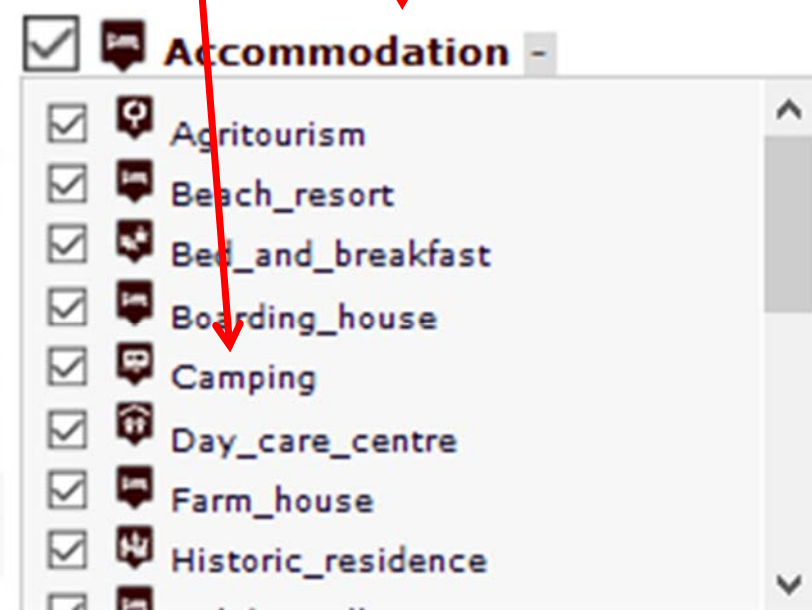 Accommodation -
Agritourism
Beach_resort
Bed_and_breakfast
Boarding_house
Camping
Day_care_centre
Farm_house
Historic_residence